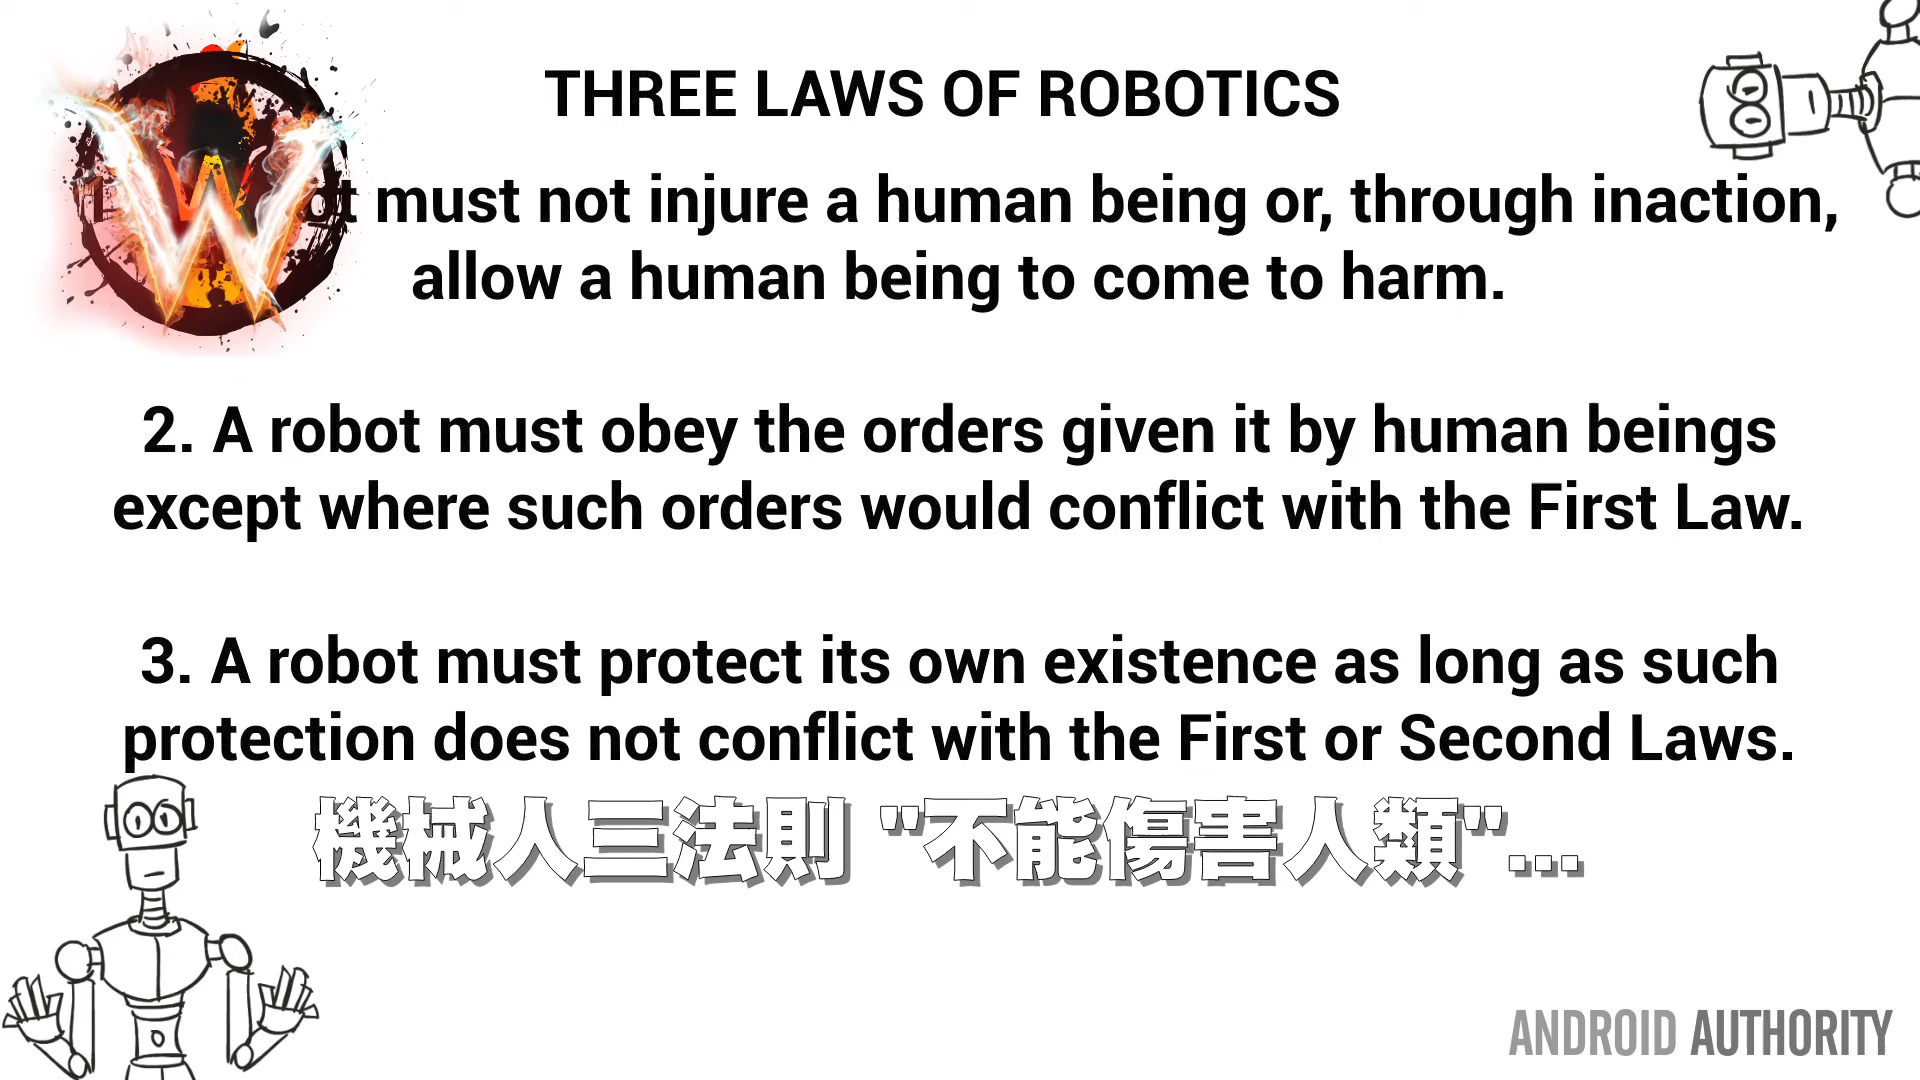 THREE LAWS OF ROBOTICS
must not injure a human being or, through inaction,
allow a human being to come to harm.
2. A robot must obey the orders given it by human beings
except where such orders would conflict with the First Law.
3. A robot must protect its own existence as long as such
protection does not conflict with the First or Second Laws.
機械人三法則 "不能傷害人類"...
ANDROID AUTHORITY
W